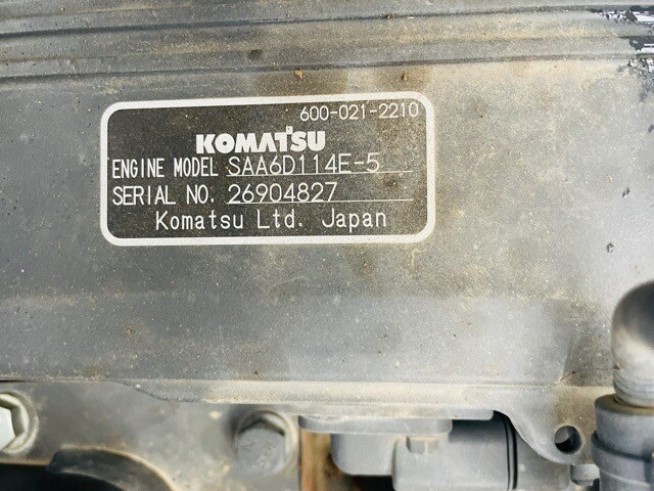 600-021-2210
KOMATSU
ENGINE MODEL SAA6D114E-5
SERIAL NO. 26904827
Komatsu Ltd. Japan